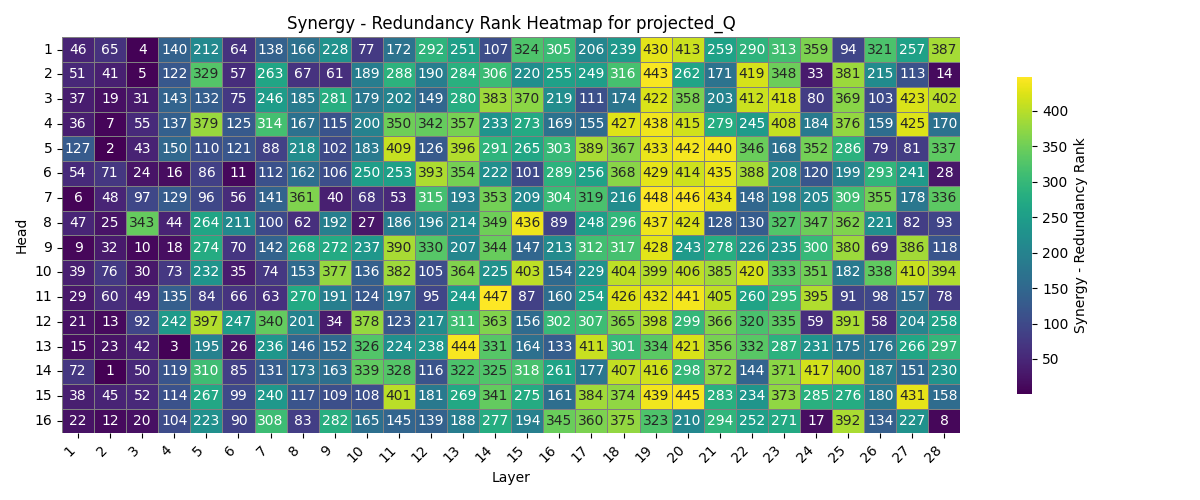 Synergy - Redundancy Rank Heatmap for projected_Q
1 46 65 4 140 212 64 138 166 228 77 172 292 251 107 324 305 206 239 430 413 259 290 313 359 94 321 257 387
2 51 41 5 122 329 57 263 67 61 189 288 190 284 306 220 255 249 316 443 262 171 419 348 33 381 215 113 14
3 37 19 31 143 132 75 246 185 281 179 202 149 280 383 370 219 111 174 422 358 203 412 418 80 369 103 423 402
4 36 7 55 137 379 125 314 167 115 200 350 342 357 233 273 169 155 427 438 415 279 245 408 184 376 159 425 170
5 127 2 43 150 110 121 88 218 102 183 409 126 396 291 265 303 389 367 433 442 440 346 168 352 286 79 81 337
6 54 71 24 16 86 11 112 162 106 250 253 393 354 222 101 289 256 368 429 414 435 388 208 120 199 293 241 28
7 6 48 97 129 96 56 141 361 40 68 53 315 193 353 209 304 319 216 448 446 434 148 198 205 309 355 178 336
8 47 25 343 44 264 211 100 62 192 27 186 196 214 349 436 89 248 296 437 424 128 130 327 347 362 221 82 93
9 9 32 10 18 274 70 142 268 272 237 390 330 207 344 147 213 312 317 428 243 278 226 235 300 380 69 386 118
10 39 76 30 73 232 35 74 153 377 136 382 105 364 225 403 154 229 404 399 406 385 420 333 351 182 338 410 394
11 29 60 49 135 84 66 63 270 191 124 197 95 244 447 87 160 254 426 432 441 405 260 295 395 91 98 157 78
12 21 13 92 242 397 247 340 201 34 378 123 217 311 363 156 302 307 365 398 299 366 320 335 59 391 58 204 258
13 15 23 42 3 195 26 236 146 152 326 224 238 444 331 164 133 411 301 334 421 356 332 287 231 175 176 266 297
14 72 1 50 119 310 85 131 173 163 339 328 116 322 325 318 261 177 407 416 298 372 144 371 417 400 187 151 230
15 38 45 52 114 267 99 240 117 109 108 401 181 269 341 275 161 384 374 439 445 283 234 373 285 276 180 431 158
16 22 12 20 104 223 90 308 83 282 165 145 139 188 277 194 345 360 375 323 210 294 252 271 17 392 134 227 8
1 2 3 4 5 6 7 8 9 10 11 12 13 14 15 16 17 18 19 20 21 22 23 24 25 26 27 28
Layer
Head
400
350
300
250
200
150
100
50
Synergy - Redundancy Rank